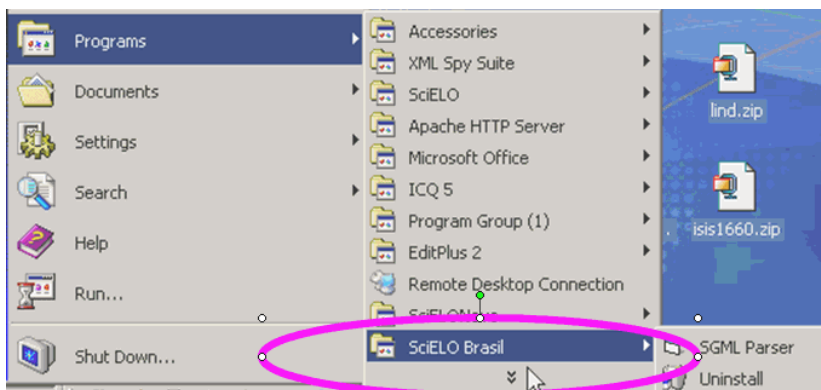 Programs
Documents
Settings
Search
Help
Run...
Shut Down...
Accessories
XML Spy Suite
SciELO
Apache HTTP Server
Microsoft Office
ICQ 5
Program Group (1)
EditPlus 2
Remote Desktop Connection
SciELO Brasil
SGML Parser
Uninstall
lind.zip
isis1660.zip